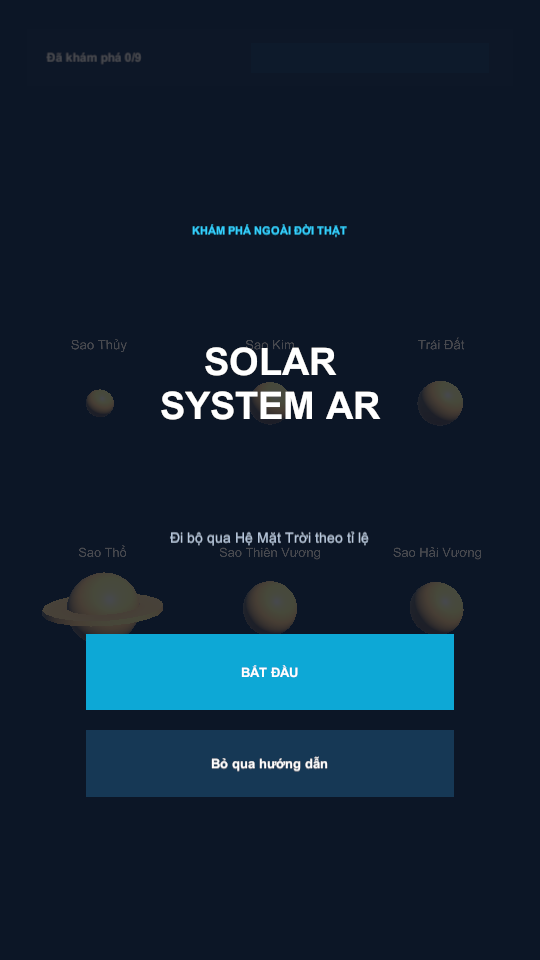 Đã khám phá 0/9
KHÁM PHÁ NGOÀI ĐỜI THẬT
Sao Thủy
Sao Kim
Trái Đất
SOLAR
SYSTEM AR
Đi bộ qua Hệ Mặt Trời theo tỉ lệ
Sao Thổ
Sao Thiên Vương
Sao Hải Vương
BẮT ĐẦU
Bỏ qua hướng dẫn